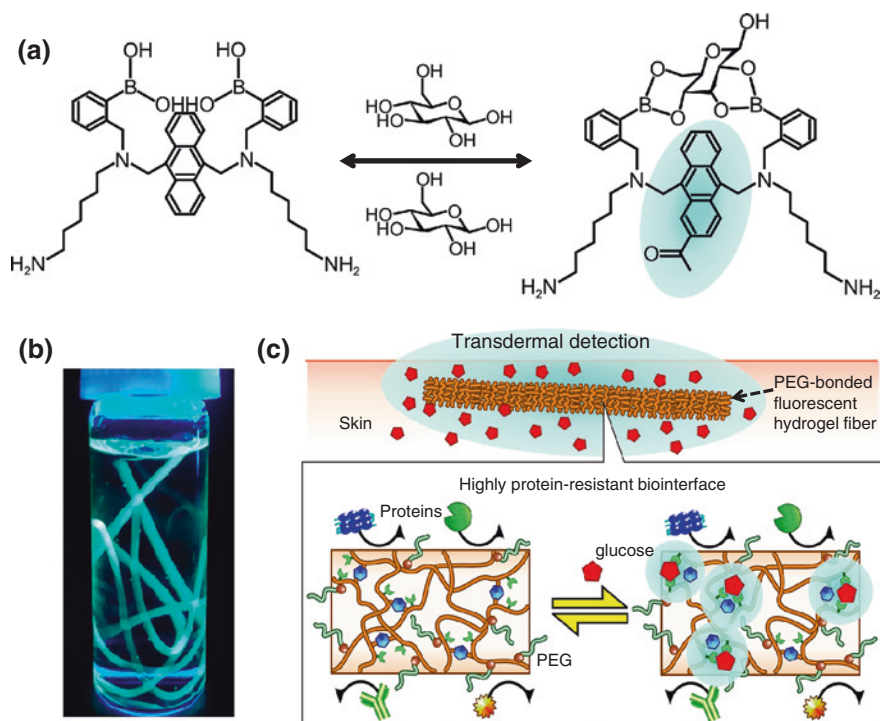 (a)
OH
HO
B
OH
HO
B
OH
N
N
H₂N
NH₂
OH
HO
HO
O
OH
OH
OH
HO
HO
O
OH
OH
OH
O
O
O
B
O
O
B
N
N
O
H₂N
NH₂
(b)
(c)
Transdermal detection
Skin
PEG-bonded
fluorescent
hydrogel fiber
Highly protein-resistant biointerface
Proteins
glucose
PEG